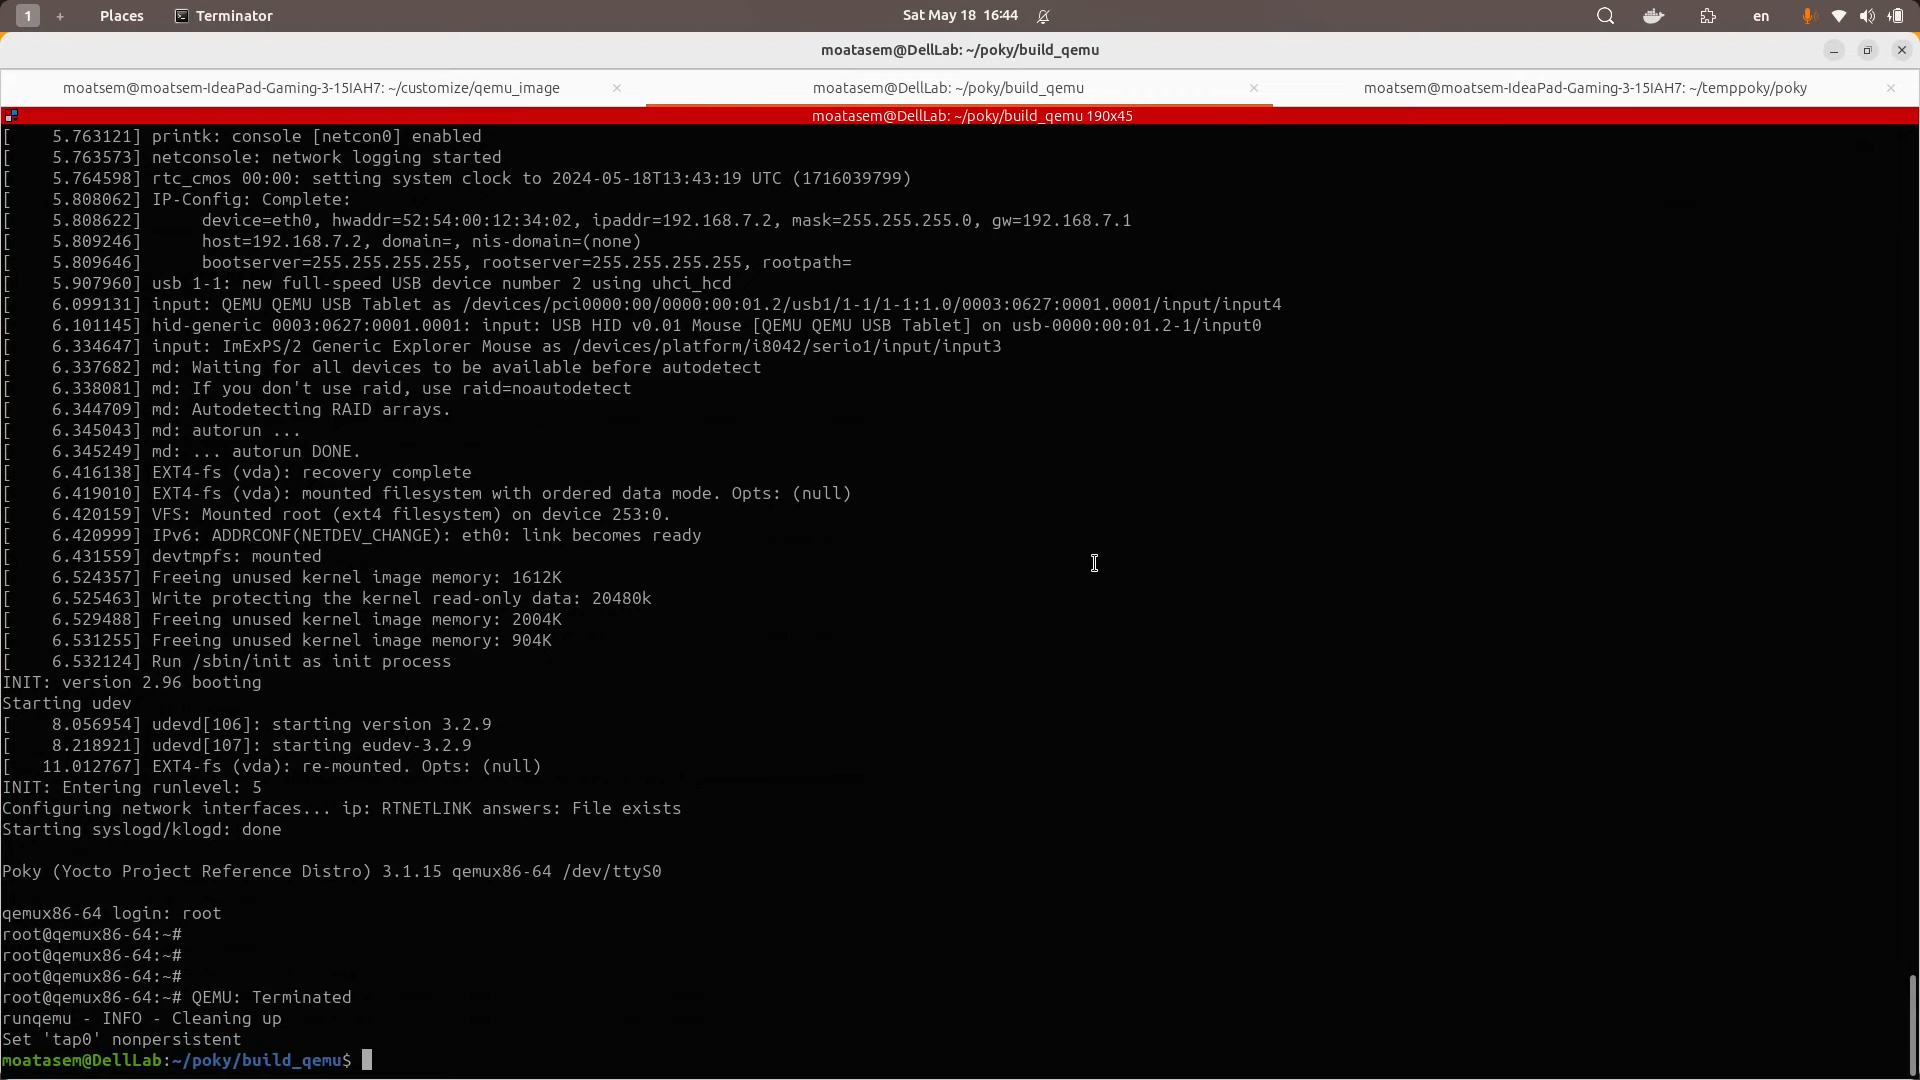 1 + Places Terminator Sat May 18 16:44 en
moatasem@DellLab: ~/poky/build_qemu
moatsem@moatsem-IdeaPad-Gaming-3-15IAH7: ~/customize/qemu_image × moatasem@DellLab: ~/poky/build_qemu × moatsem@moatsem-IdeaPad-Gaming-3-15IAH7: ~/temppoky/poky ×
moatasem@DellLab: ~/poky/build_qemu 190x45
[    5.763121] printk: console [netcon0] enabled
[    5.763573] netconsole: network logging started
[    5.764598] rtc_cmos 00:00: setting system clock to 2024-05-18T13:43:19 UTC (1716039799)
[    5.808062] IP-Config: Complete:
[    5.808622]      device=eth0, hwaddr=52:54:00:12:34:02, ipaddr=192.168.7.2, mask=255.255.255.0, gw=192.168.7.1
[    5.809246]      host=192.168.7.2, domain=, nis-domain=(none)
[    5.809646]      bootserver=255.255.255.255, rootserver=255.255.255.255, rootpath=
[    5.907960] usb 1-1: new full-speed USB device number 2 using uhci_hcd
[    6.099131] input: QEMU QEMU USB Tablet as /devices/pci0000:00/0000:00:01.2/usb1/1-1/1-1:1.0/0003:0627:0001.0001/input/input4
[    6.101145] hid-generic 0003:0627:0001.0001: input: USB HID v0.01 Mouse [QEMU QEMU USB Tablet] on usb-0000:00:01.2-1/input0
[    6.334647] input: ImExPS/2 Generic Explorer Mouse as /devices/platform/i8042/serio1/input/input3
[    6.337682] md: Waiting for all devices to be available before autodetect
[    6.338081] md: If you don't use raid, use raid=noautodetect
[    6.344709] md: Autodetecting RAID arrays.
[    6.345043] md: autorun ...
[    6.345249] md: ... autorun DONE.
[    6.416138] EXT4-fs (vda): recovery complete
[    6.419010] EXT4-fs (vda): mounted filesystem with ordered data mode. Opts: (null)
[    6.420159] VFS: Mounted root (ext4 filesystem) on device 253:0.
[    6.420999] IPv6: ADDRCONF(NETDEV_CHANGE): eth0: link becomes ready
[    6.431559] devtmpfs: mounted
[    6.524357] Freeing unused kernel image memory: 1612K
[    6.525463] Write protecting the kernel read-only data: 20480k
[    6.529488] Freeing unused kernel image memory: 2004K
[    6.531255] Freeing unused kernel image memory: 904K
[    6.532124] Run /sbin/init as init process
INIT: version 2.96 booting
Starting udev
[    8.056954] udevd[106]: starting version 3.2.9
[    8.218921] udevd[107]: starting eudev-3.2.9
[   11.012767] EXT4-fs (vda): re-mounted. Opts: (null)
INIT: Entering runlevel: 5
Configuring network interfaces... ip: RTNETLINK answers: File exists
Starting syslogd/klogd: done
Poky (Yocto Project Reference Distro) 3.1.15 qemux86-64 /dev/ttyS0
qemux86-64 login: root
root@qemux86-64:~#
root@qemux86-64:~#
root@qemux86-64:~#
root@qemux86-64:~# QEMU: Terminated
runqemu - INFO - Cleaning up
Set 'tap0' nonpersistent
moatasem@DellLab:~/poky/build_qemu$